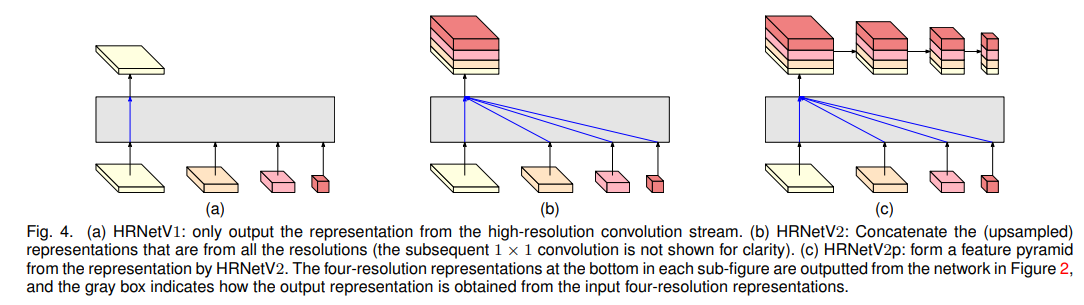 (a)
(b)
(c)
Fig. 4. (a) HRNetV1: only output the representation from the high-resolution convolution stream. (b) HRNetV2: Concatenate the (upsampled)
representations that are from all the resolutions (the subsequent 1 × 1 convolution is not shown for clarity). (c) HRNetV2p: form a feature pyramid
from the representation by HRNetV2. The four-resolution representations at the bottom in each sub-figure are outputted from the network in Figure 2,
and the gray box indicates how the output representation is obtained from the input four-resolution representations.